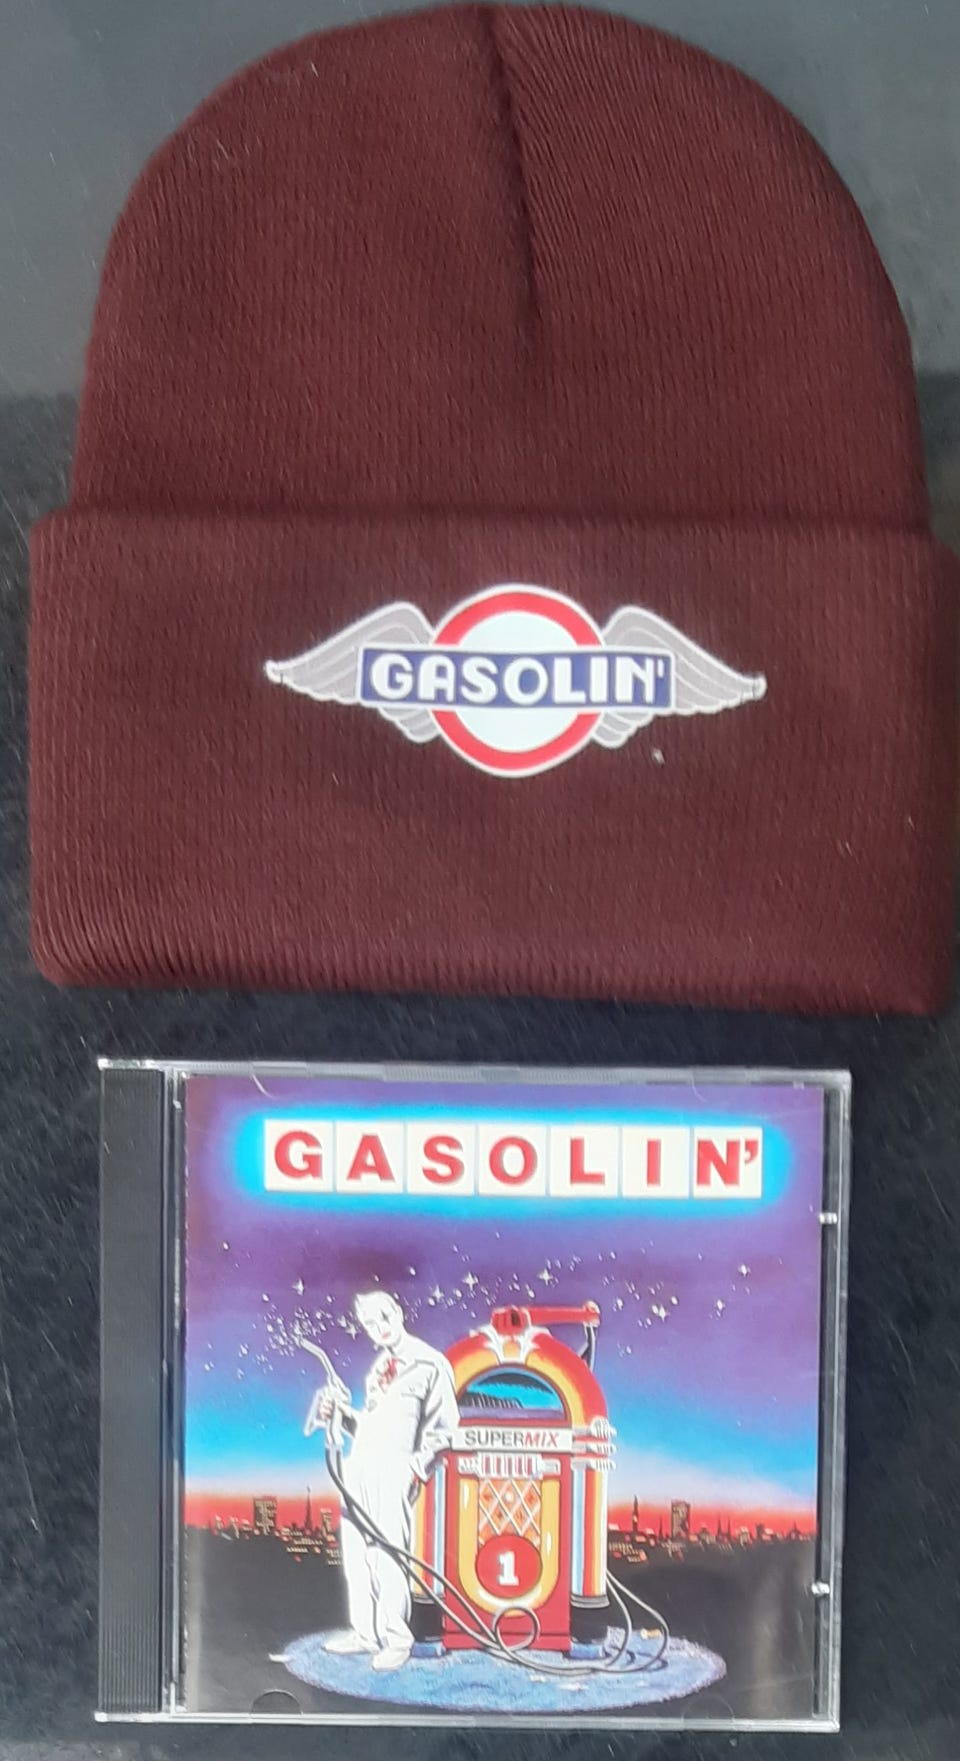 GASOLIN'
GASOLIN'
SUPERMIX
1